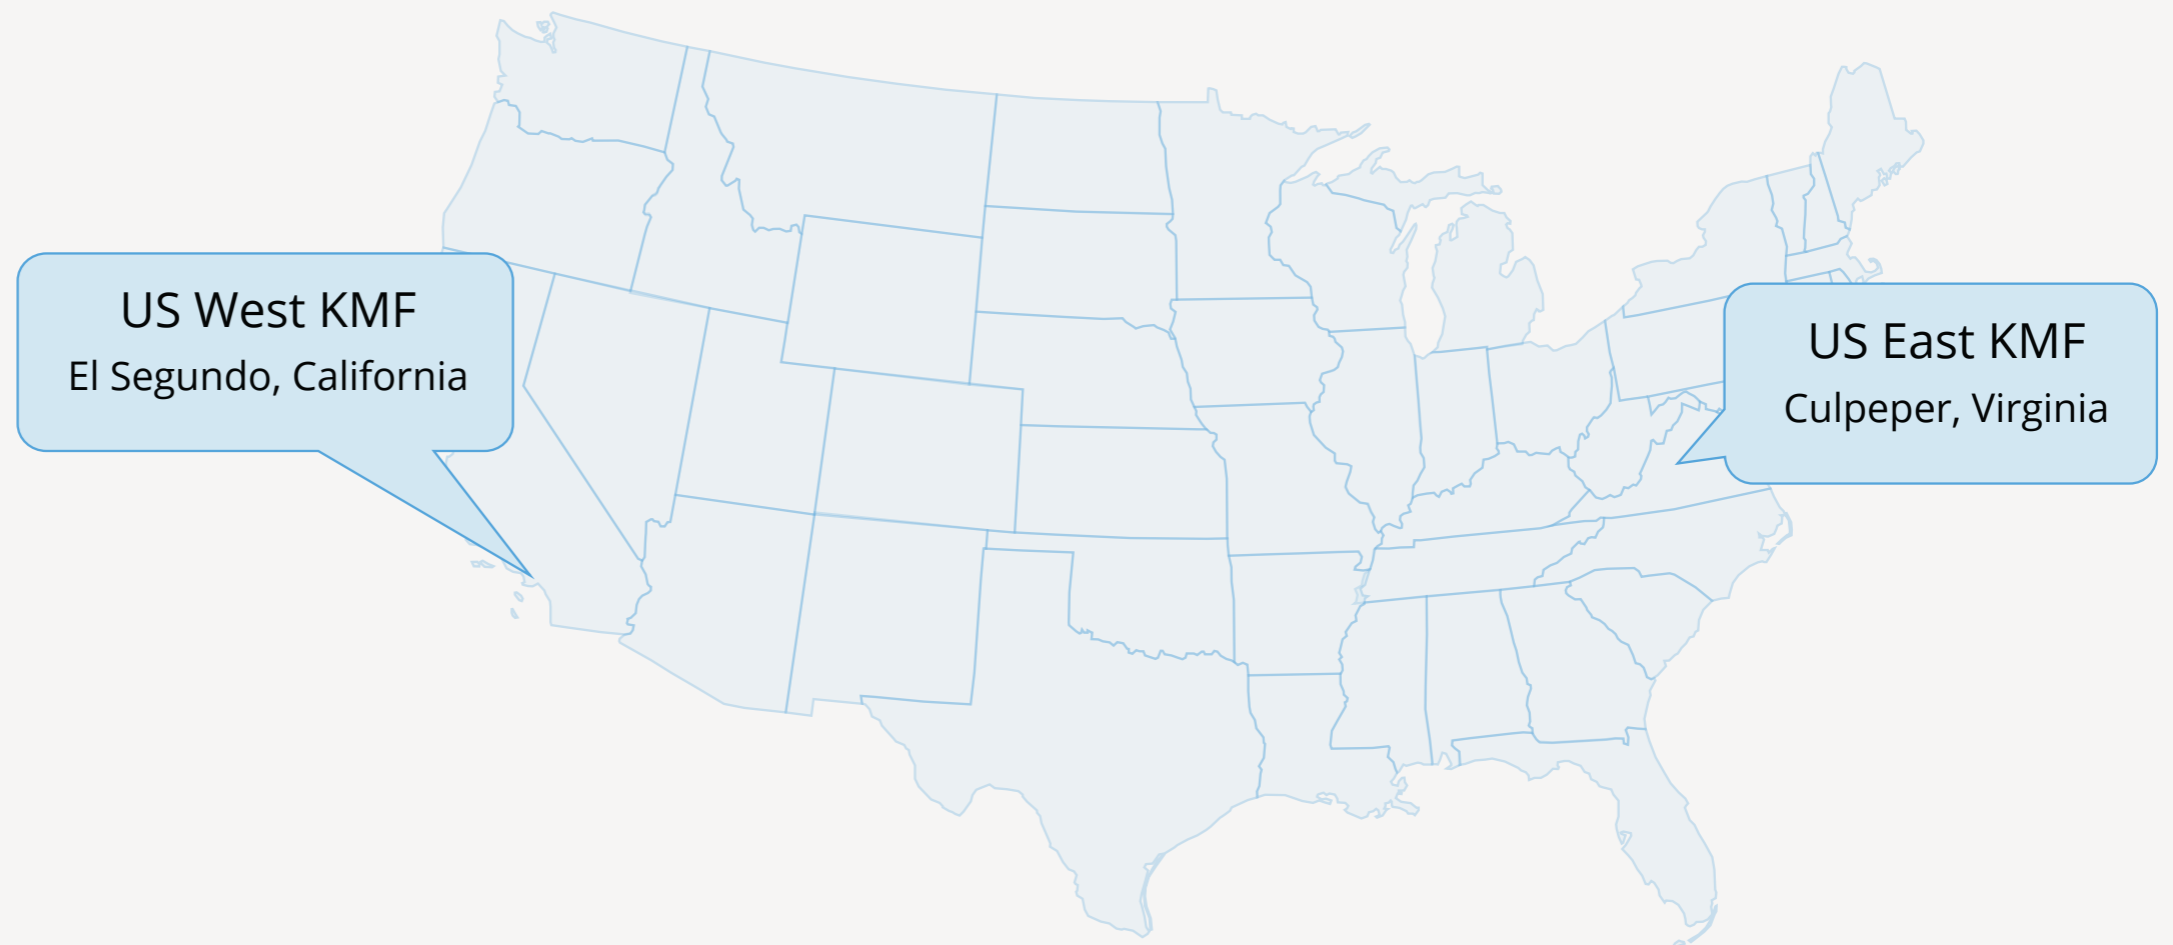 US West KMF
El Segundo, California
US East KMF
Culpeper, Virginia